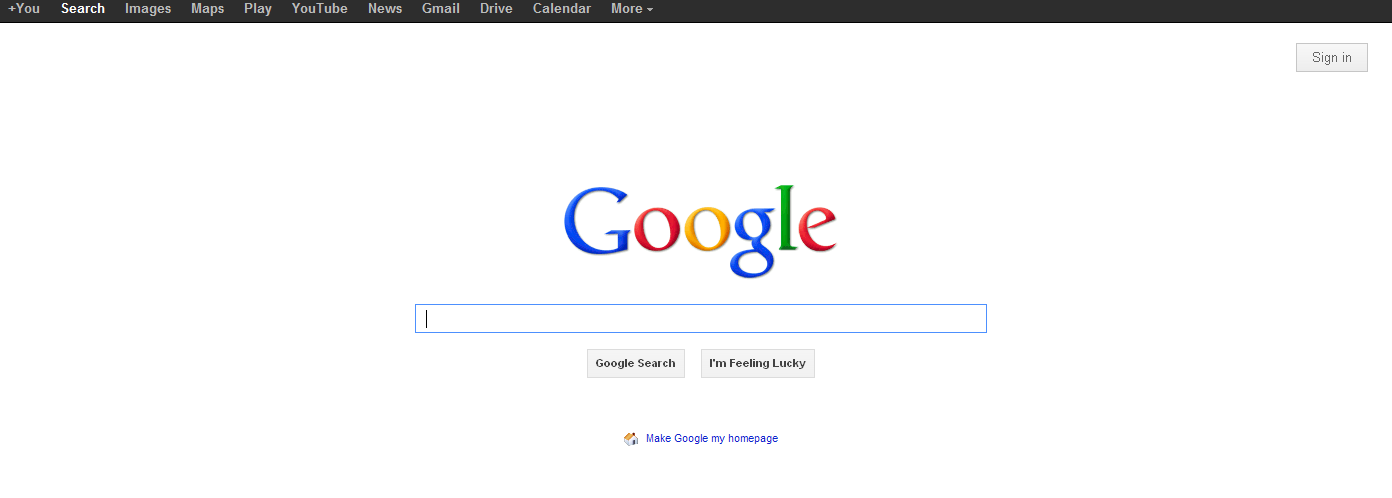 +You Search Images Maps Play YouTube News Gmail Drive Calendar More
Sign in
Google
Google Search I'm Feeling Lucky
Make Google my homepage